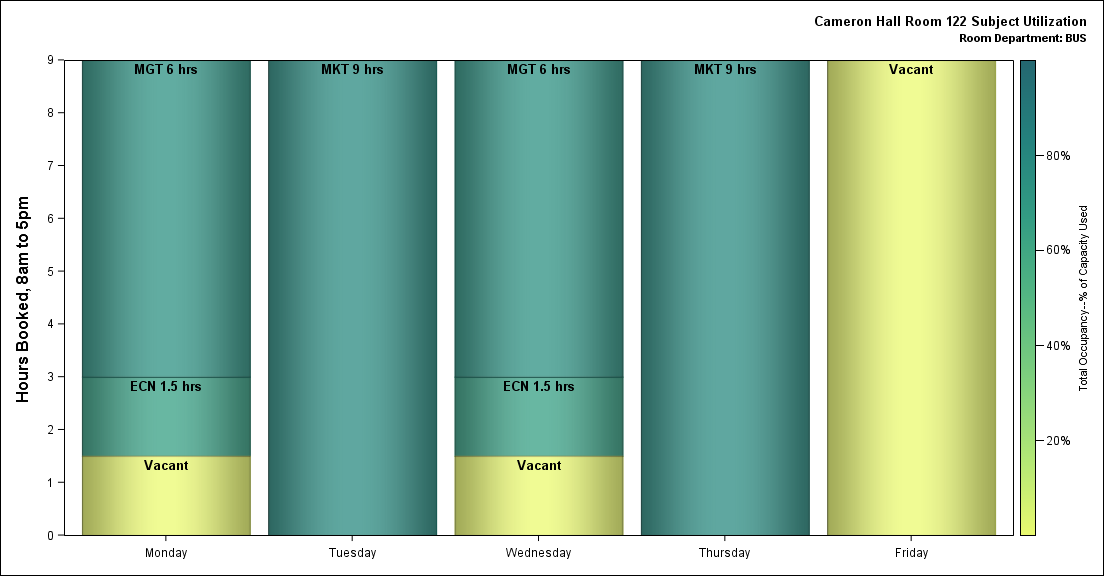 Cameron Hall Room 122 Subject Utilization
Room Department: BUS
Hours Booked, 8am to 5pm
9
8
7
6
5
4
3
2
1
0
MGT 6 hrs
ECN 1.5 hrs
Vacant
MKT 9 hrs
MGT 6 hrs
ECN 1.5 hrs
Vacant
MKT 9 hrs
Vacant
Monday
Tuesday
Wednesday
Thursday
Friday
80%
60%
40%
20%
Total Occupancy--% of Capacity Used